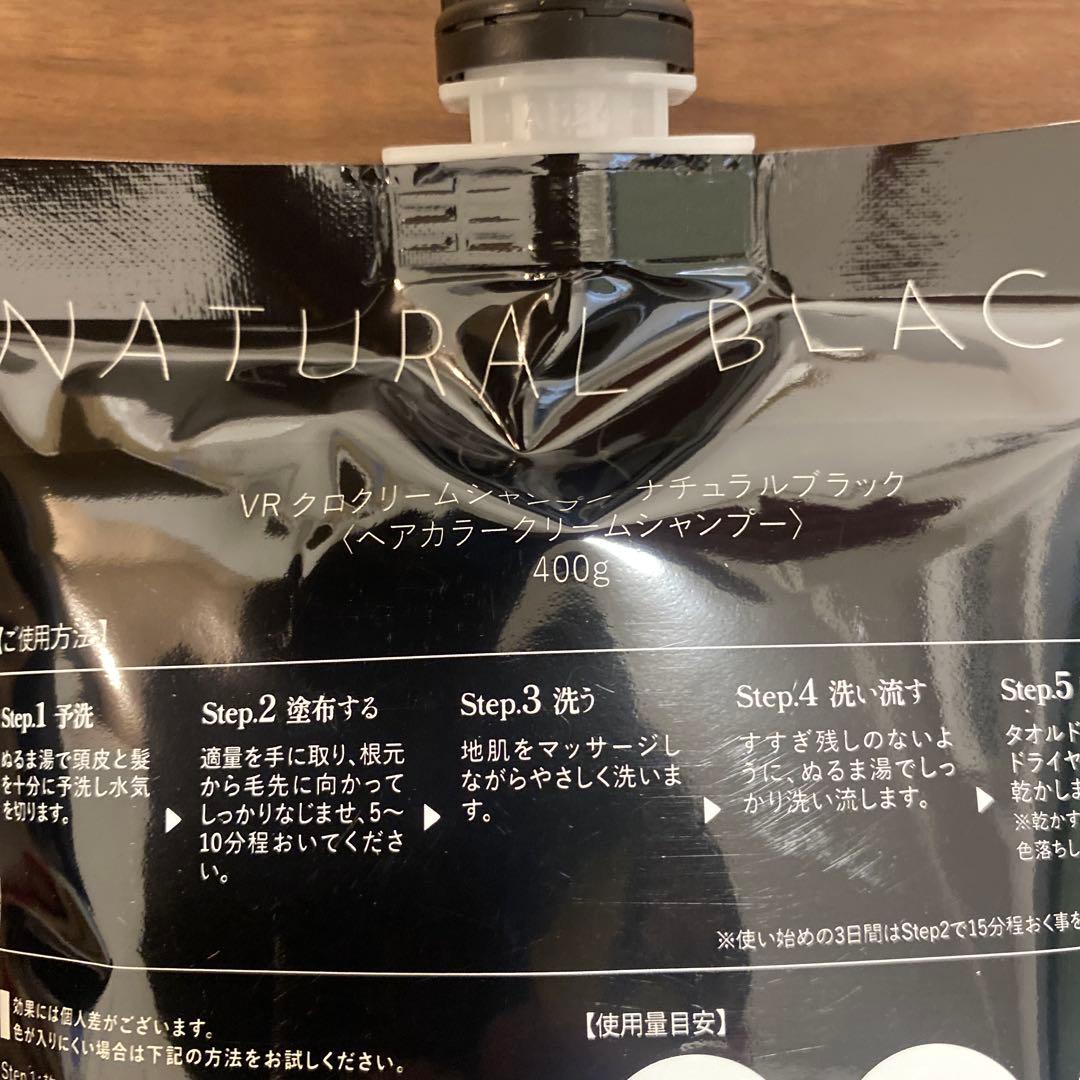 NATURAL BLAC
VR クロクリームシャンプー ナチュラルブラック
〈ヘアカラークリームシャンプー〉
400g
【ご使用方法】
Step.1 予洗
ぬるま湯で頭皮と髪
を十分に予洗し水気
を切ります。
Step.2 塗布する
適量を手に取り、根元
から毛先に向かって
しっかりなじませ、5〜
10分程おいてくださ
い。
Step.3 洗う
地肌をマッサージし
ながらやさしく洗いま
す。
Step.4 洗い流す
すすぎ残しのないよ
うに、ぬるま湯でしっ
かり洗い流します。
Step.5
タオルド
ドライヤ
乾かしま
※乾かす
色落ちし
※使い始めの3日間はStep2で15分程おく事を
効果には個人差がございます。
色が入りにくい場合は下記の方法をお試しください。
【使用量目安】